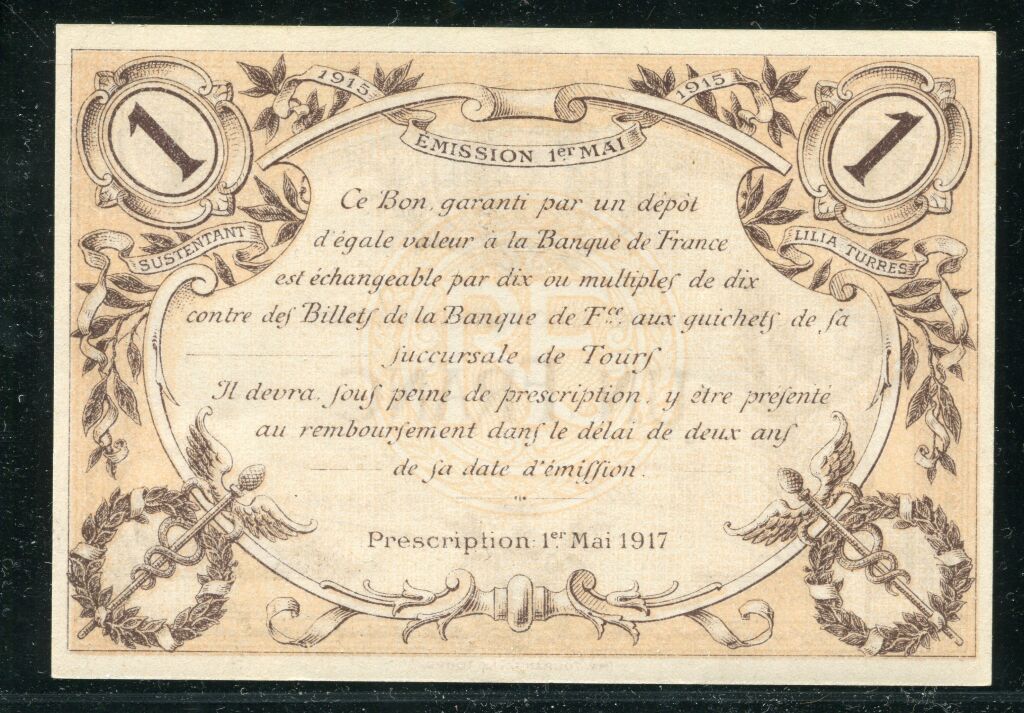 1
1915
1915
1
EMISSION 1er MAI
SUSTENTANT
LILIA TURRES
Ce Bon, garanti par un dépôt
d'égale valeur à la Banque de France
est échangeable par dix ou multipleſ de dix
contre deſ Billetſ de la Banque de Fce. aux guichetſ de ſa
ſuccursale de Tourſ
Il devra, ſouſ peine de prescription, y être préſenté
au rembourſement danſ le délai de deux anſ
de ſa date d'émiſſion.
Prescription: 1er Mai 1917
RF